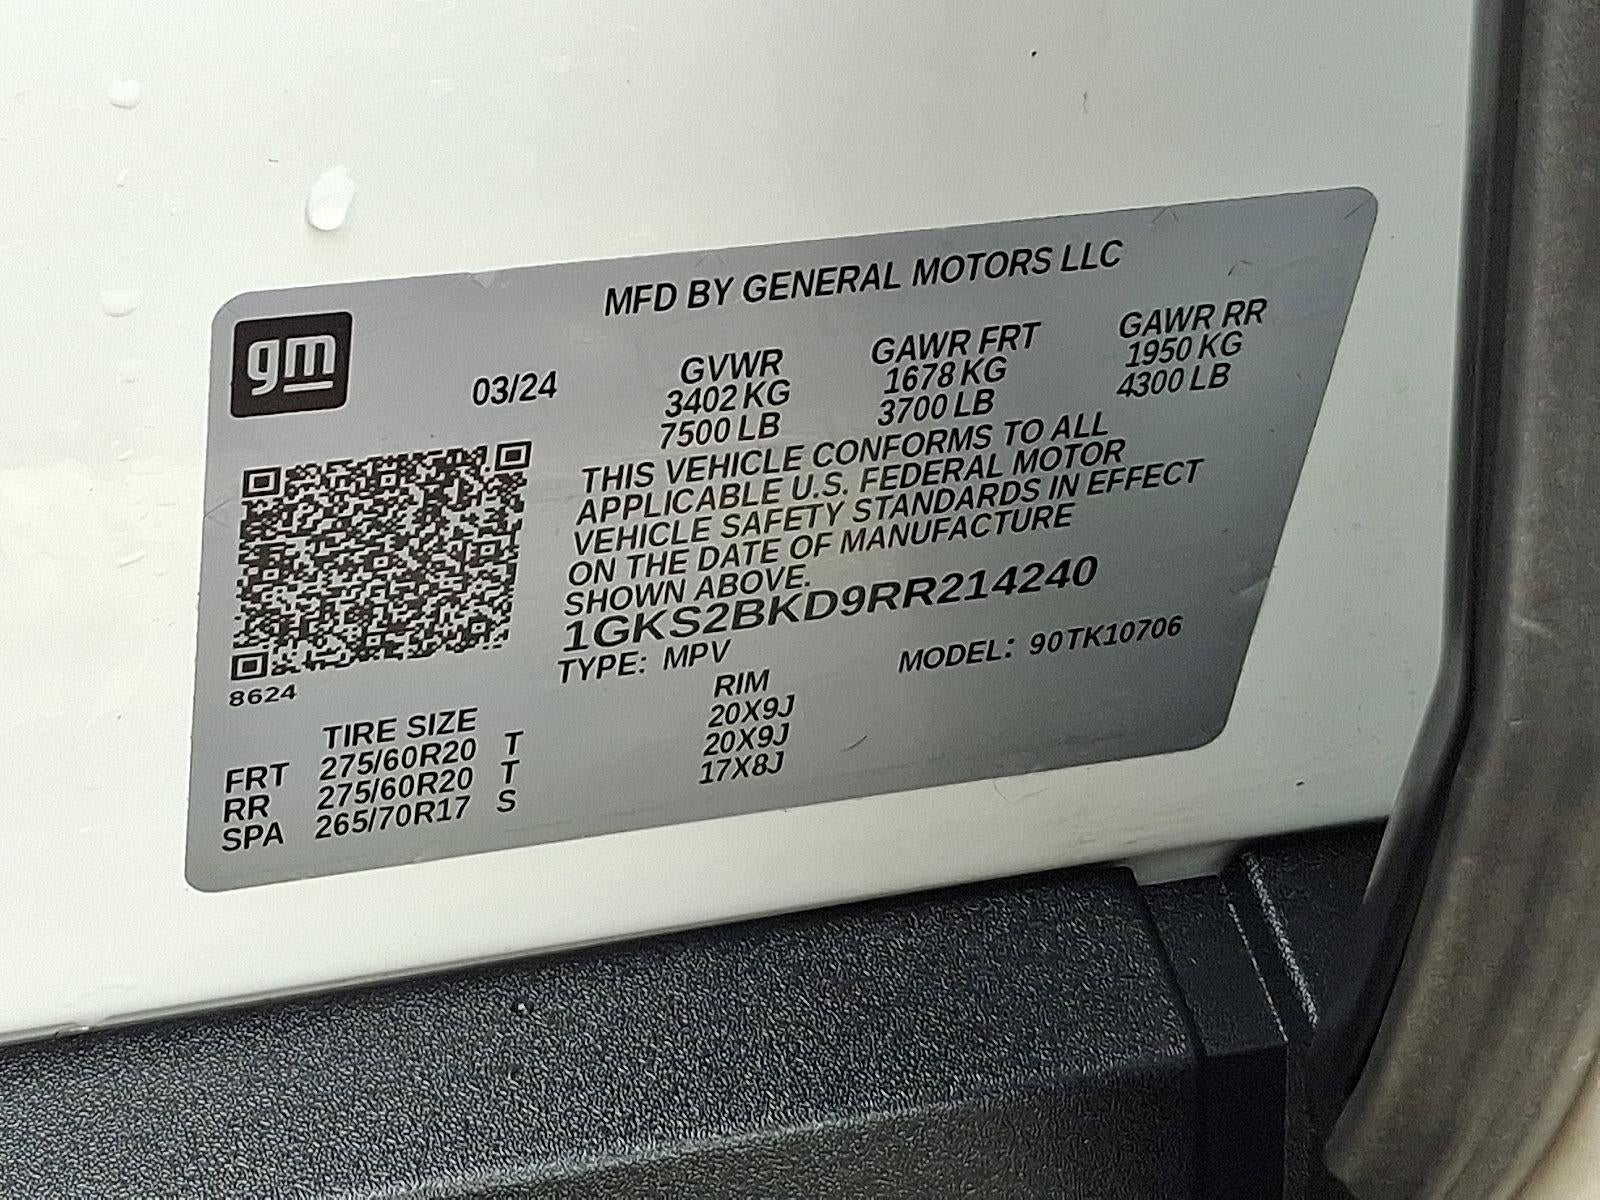 MFD BY GENERAL MOTORS LLC
gm
03/24
GVWR GAWR FRT GAWR RR
3402 KG 1678 KG 1950 KG
7500 LB 3700 LB 4300 LB
THIS VEHICLE CONFORMS TO ALL
APPLICABLE U.S. FEDERAL MOTOR
VEHICLE SAFETY STANDARDS IN EFFECT
ON THE DATE OF MANUFACTURE
SHOWN ABOVE.
1GKS2BKD9RR214240
TYPE: MPV MODEL: 90TK10706
8624
TIRE SIZE RIM
FRT 275/60R20 T 20X9J
RR 275/60R20 T 20X9J
SPA 265/70R17 S 17X8J